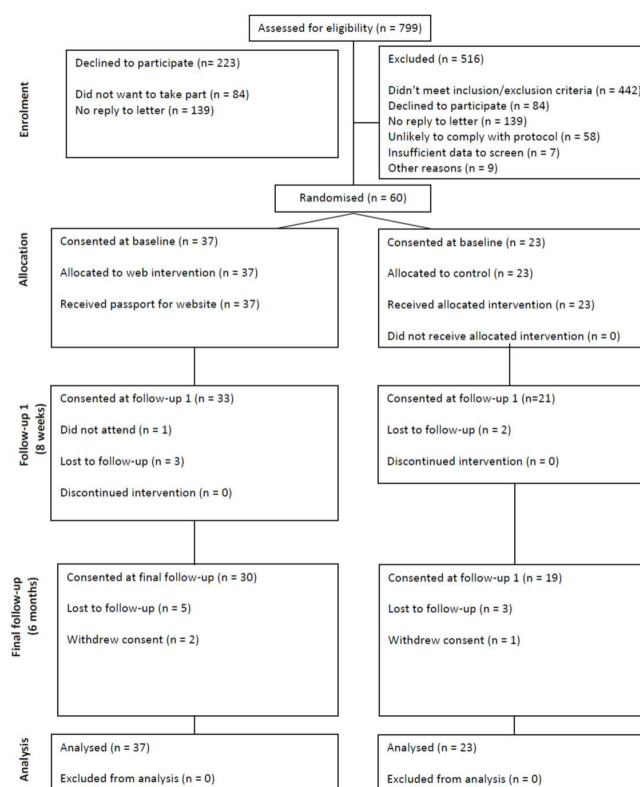 Assessed for eligibility (n = 799)
Enrolment
Declined to participate (n= 223)
Did not want to take part (n = 84)
No reply to letter (n = 139)
Excluded (n = 516)
Didn't meet inclusion/exclusion criteria (n = 442)
Declined to participate (n = 84)
No reply to letter (n = 139)
Unlikely to comply with protocol (n = 58)
Insufficient data to screen (n = 7)
Other reasons (n = 9)
Randomised (n = 60)
Allocation
Consented at baseline (n = 37)
Allocated to web intervention (n = 37)
Received passport for website (n = 37)
Consented at baseline (n = 23)
Allocated to control (n = 23)
Received allocated intervention (n = 23)
Did not receive allocated intervention (n = 0)
Follow-up 1
(8 weeks)
Consented at follow-up 1 (n = 33)
Did not attend (n = 1)
Lost to follow-up (n = 3)
Discontinued intervention (n = 0)
Consented at follow-up 1 (n=21)
Lost to follow-up (n = 2)
Discontinued intervention (n = 0)
Final follow-up
(6 months)
Consented at final follow-up (n = 30)
Lost to follow-up (n = 5)
Withdrew consent (n = 2)
Consented at follow-up 1 (n = 19)
Lost to follow-up (n = 3)
Withdrew consent (n = 1)
Analysis
Analysed (n = 37)
Excluded from analysis (n = 0)
Analysed (n = 23)
Excluded from analysis (n = 0)